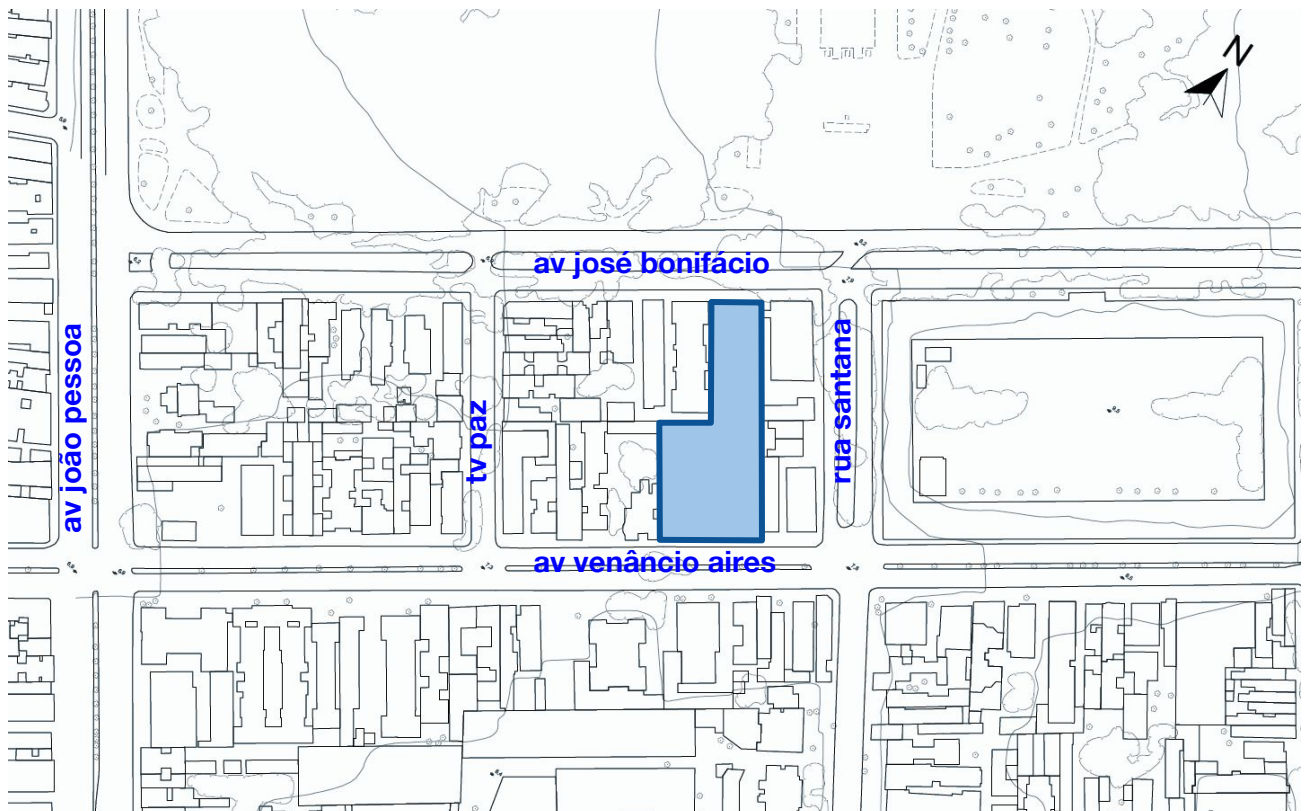 N
av josé bonifácio
av joão pessoa
tv paz
rua santana
av venâncio aires